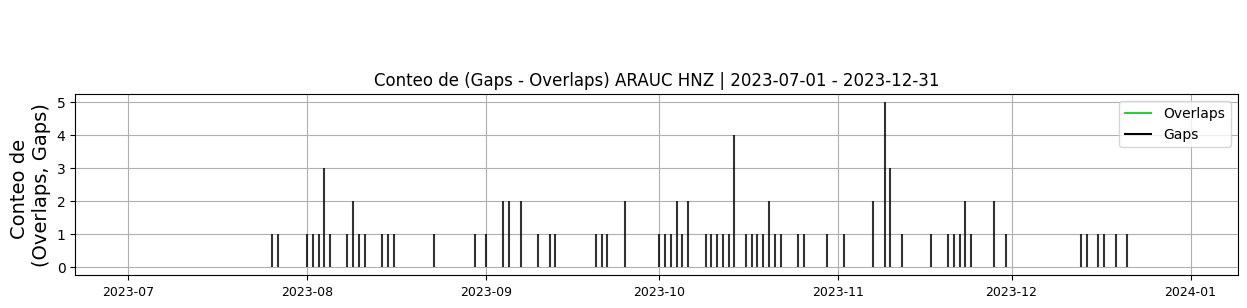 Conteo de (Gaps - Overlaps) ARAUC HNZ | 2023-07-01 - 2023-12-31
Conteo de
(Overlaps, Gaps)
5
4
3
2
1
0
Overlaps
Gaps
2023-07 2023-08 2023-09 2023-10 2023-11 2023-12 2024-01